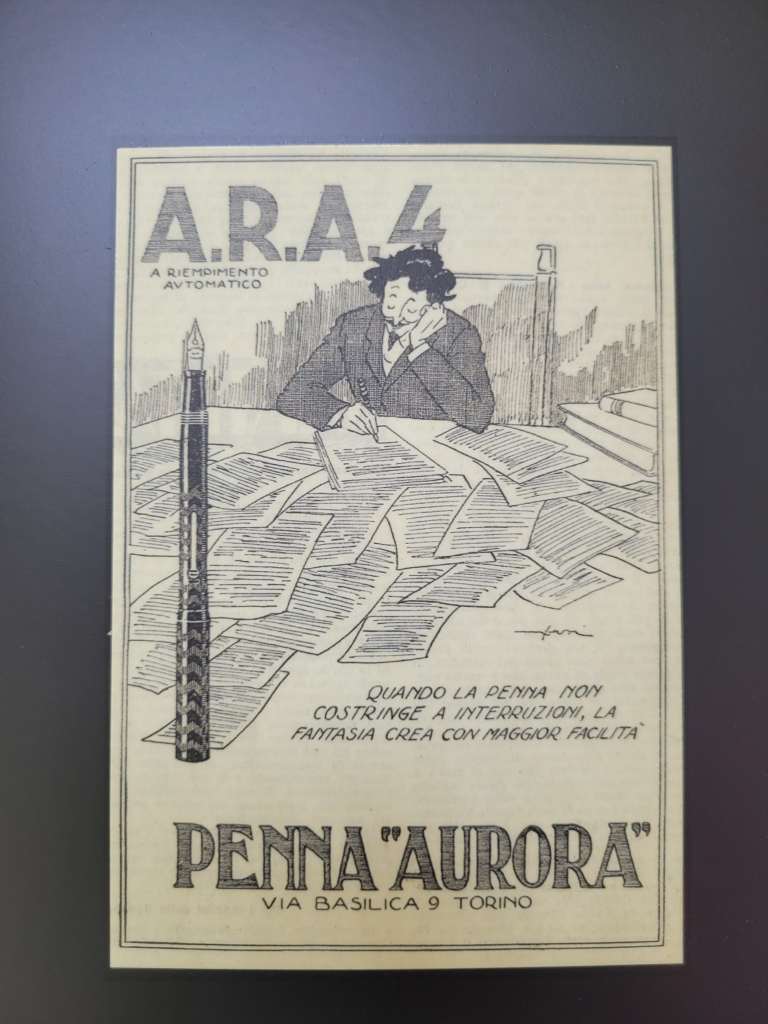 A.R.A.4
A RIEMPIMENTO
AVTOMATICO
QUANDO LA PENNA NON
COSTRINGE A INTERRUZIONI, LA
FANTASIA CREA CON MAGGIOR FACILITÀ
PENNA "AURORA"
VIA BASILICA 9 TORINO